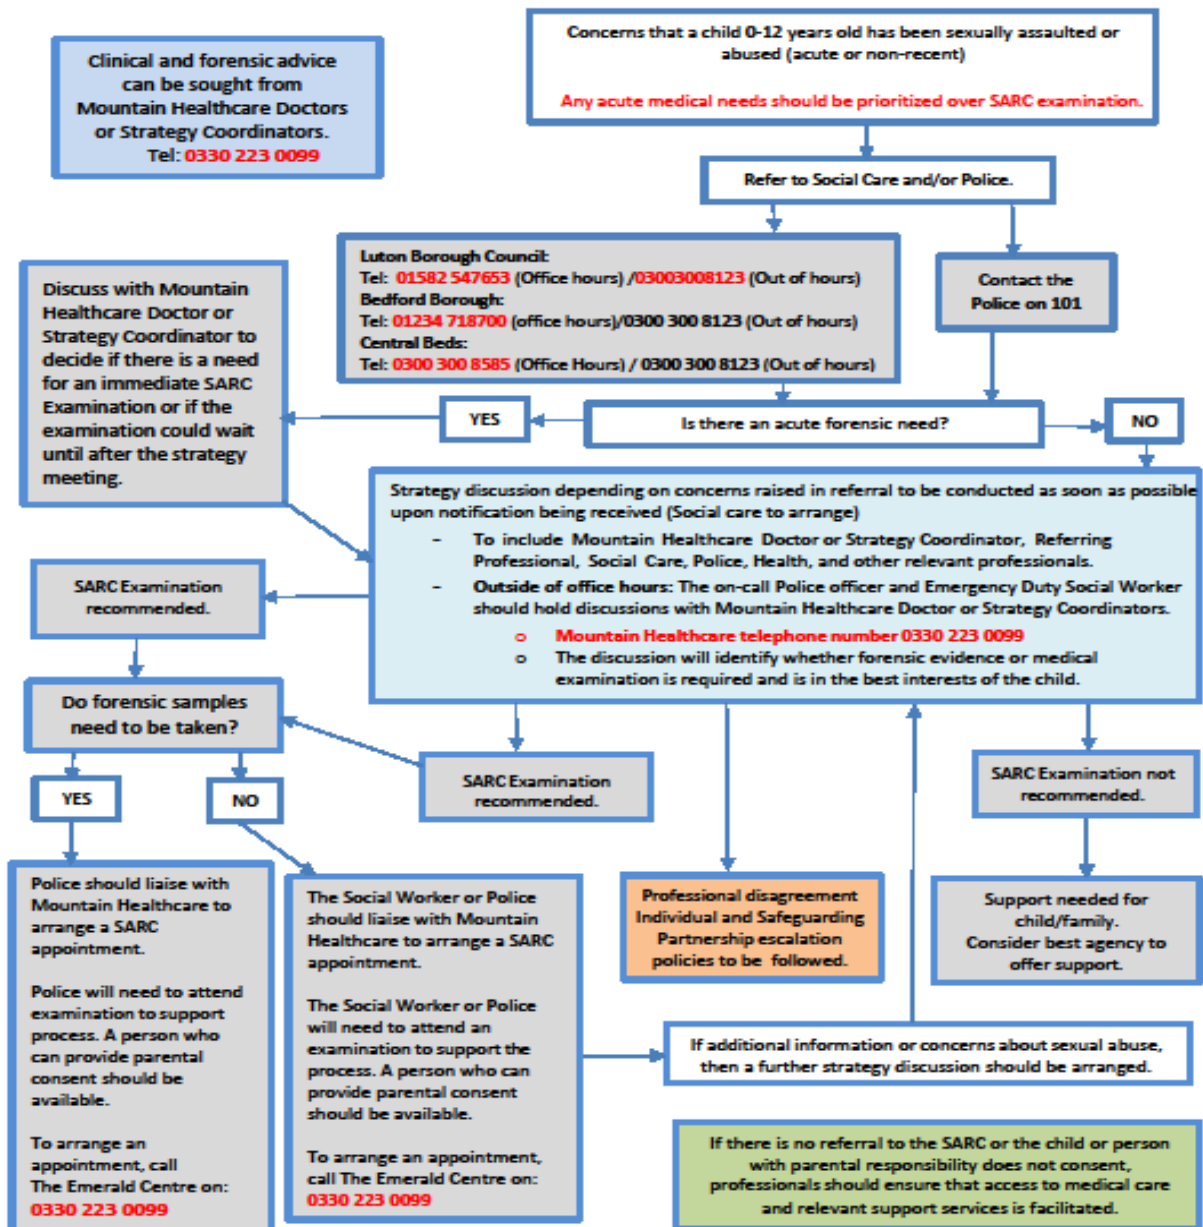 Clinical and forensic advice
can be sought from
Mountain Healthcare Doctors
or Strategy Coordinators.
Tel: 0330 223 0099
Concerns that a child 0-12 years old has been sexually assaulted or
abused (acute or non-recent)
Any acute medical needs should be prioritized over SARC examination.
Refer to Social Care and/or Police.
Luton Borough Council:
Tel: 01582 547653 (Office hours) /03003008123 (Out of hours)
Bedford Borough:
Tel: 01234 718700 (office hours)/0300 300 8123 (Out of hours)
Central Beds:
Tel: 0300 300 8585 (Office Hours) / 0300 300 8123 (Out of hours)
Contact the
Police on 101
Discuss with Mountain
Healthcare Doctor or
Strategy Coordinator to
decide if there is a need
for an immediate SARC
Examination or if the
examination could wait
until after the strategy
meeting.
YES
Is there an acute forensic need?
NO
Strategy discussion depending on concerns raised in referral to be conducted as soon as possible
upon notification being received (Social care to arrange)
- To include Mountain Healthcare Doctor or Strategy Coordinator, Referring
Professional, Social Care, Police, Health, and other relevant professionals.
- Outside of office hours: The on-call Police officer and Emergency Duty Social Worker
should hold discussions with Mountain Healthcare Doctor or Strategy Coordinators.
o Mountain Healthcare telephone number 0330 223 0099
o The discussion will identify whether forensic evidence or medical
examination is required and is in the best interests of the child.
SARC Examination
recommended.
Do forensic samples
need to be taken?
YES
NO
SARC Examination
recommended.
SARC Examination not
recommended.
Police should liaise with
Mountain Healthcare to
arrange a SARC
appointment.
Police will need to attend
examination to support
process. A person who
can provide parental
consent should be
available.
To arrange an
appointment, call
The Emerald Centre on:
0330 223 0099
The Social Worker or Police
should liaise with Mountain
Healthcare to arrange a SARC
appointment.
The Social Worker or Police
will need to attend an
examination to support the
process. A person who can
provide parental consent
should be available.
To arrange an appointment,
call The Emerald Centre on:
0330 223 0099
Professional disagreement
Individual and Safeguarding
Partnership escalation
policies to be followed.
Support needed for
child/family.
Consider best agency to
offer support.
If additional information or concerns about sexual abuse,
then a further strategy discussion should be arranged.
If there is no referral to the SARC or the child or person
with parental responsibility does not consent,
professionals should ensure that access to medical care
and relevant support services is facilitated.